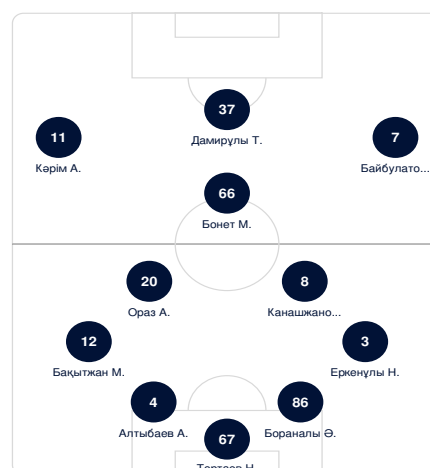 37
Дамирұлы Т.
11
Кәрім А.
7
Байбулато...
66
Бонет М.
20
Ораз А.
8
Канашжано...
12
Бақытжан М.
3
Еркенұлы Н.
4
Алтыбаев А.
86
Бораналы Ә.
67